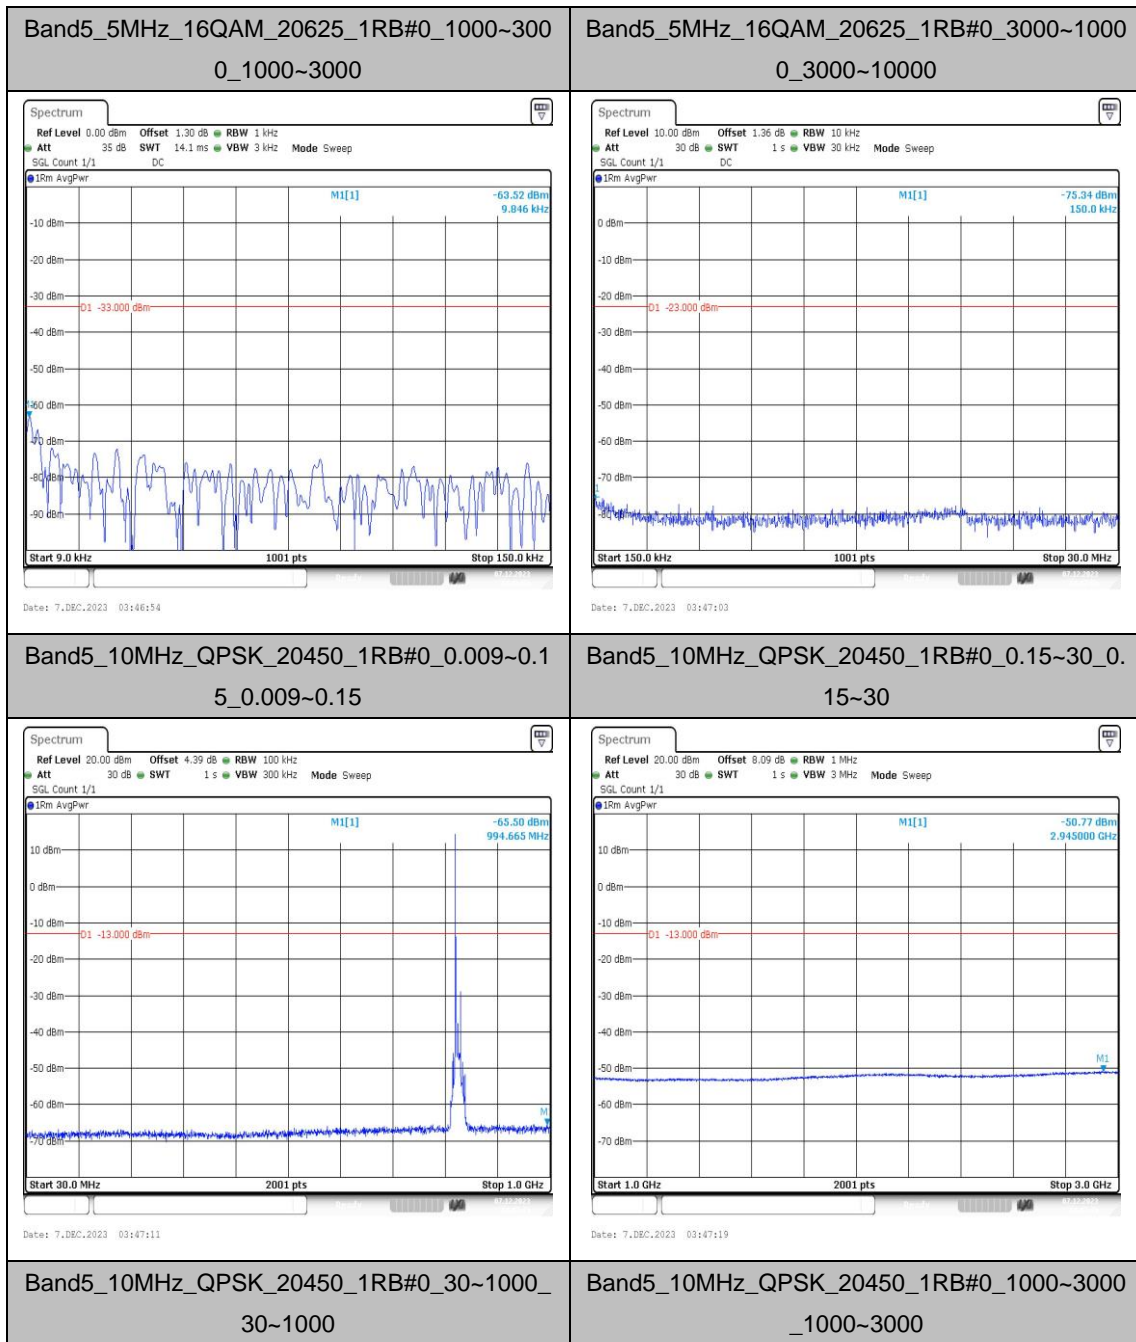 Band5_5MHz_16QAM_20625_1RB#0_1000~300
0_1000~3000
Band5_5MHz_16QAM_20625_1RB#0_3000~1000
0_3000~10000
Spectrum
Ref Level 0.00 dBm Offset 1.30 dB RBW 1 kHz
Att 35 dB SWT 14.1 ms VBW 3 kHz Mode Sweep
SGL Count 1/1 DC
1Rm AvgPwr
M1[1] -63.52 dBm
9.846 kHz
-10 dBm
-20 dBm
-30 dBm
D1 -33.000 dBm
-40 dBm
-50 dBm
-60 dBm
-70 dBm
-80 dBm
-90 dBm
Start 9.0 kHz 1001 pts Stop 150.0 kHz
Date: 7.DEC.2023 03:46:54
Spectrum
Ref Level 10.00 dBm Offset 1.36 dB RBW 10 kHz
Att 30 dB SWT 1 s VBW 30 kHz Mode Sweep
SGL Count 1/1 DC
1Rm AvgPwr
M1[1] -75.34 dBm
150.0 kHz
0 dBm
-10 dBm
-20 dBm
D1 -23.000 dBm
-30 dBm
-40 dBm
-50 dBm
-60 dBm
-70 dBm
-80 dBm
Start 150.0 kHz 1001 pts Stop 30.0 MHz
Date: 7.DEC.2023 03:47:03
Band5_10MHz_QPSK_20450_1RB#0_0.009~0.1
5_0.009~0.15
Band5_10MHz_QPSK_20450_1RB#0_0.15~30_0.
15~30
Spectrum
Ref Level 20.00 dBm Offset 4.39 dB RBW 100 kHz
Att 30 dB SWT 1 s VBW 300 kHz Mode Sweep
SGL Count 1/1
1Rm AvgPwr
M1[1] -65.50 dBm
994.665 MHz
10 dBm
0 dBm
-10 dBm
D1 -13.000 dBm
-20 dBm
-30 dBm
-40 dBm
-50 dBm
-60 dBm
M
-70 dBm
Start 30.0 MHz 2001 pts Stop 1.0 GHz
Date: 7.DEC.2023 03:47:11
Spectrum
Ref Level 20.00 dBm Offset 8.09 dB RBW 1 MHz
Att 30 dB SWT 1 s VBW 3 MHz Mode Sweep
SGL Count 1/1
1Rm AvgPwr
M1[1] -50.77 dBm
2.945000 GHz
10 dBm
0 dBm
-10 dBm
D1 -13.000 dBm
-20 dBm
-30 dBm
-40 dBm
M1
-50 dBm
-60 dBm
-70 dBm
Start 1.0 GHz 2001 pts Stop 3.0 GHz
Date: 7.DEC.2023 03:47:19
Band5_10MHz_QPSK_20450_1RB#0_30~1000_
30~1000
Band5_10MHz_QPSK_20450_1RB#0_1000~3000
_1000~3000